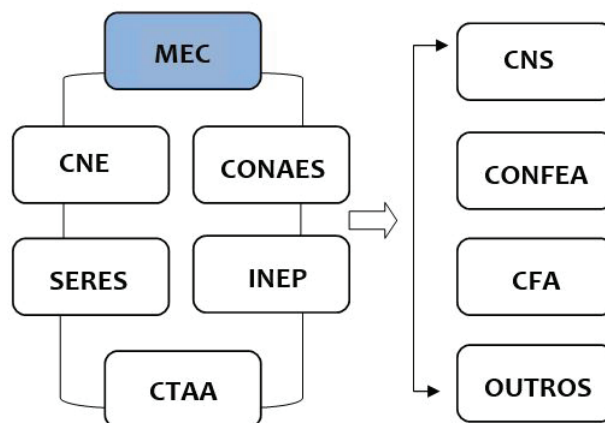 MEC
CNE
CONAES
SERES
INEP
CTAA
CNS
CONFEA
CFA
OUTROS